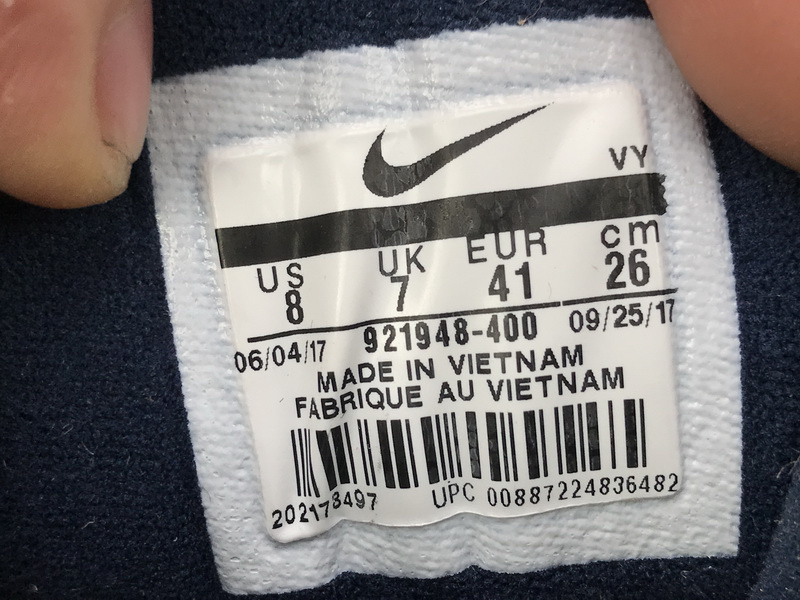 VY
US UK EUR cm
8 7 41 26
06/04/17 921948-400 09/25/17
MADE IN VIETNAM
FABRIQUE AU VIETNAM
2021783497 UPC 00887224836482